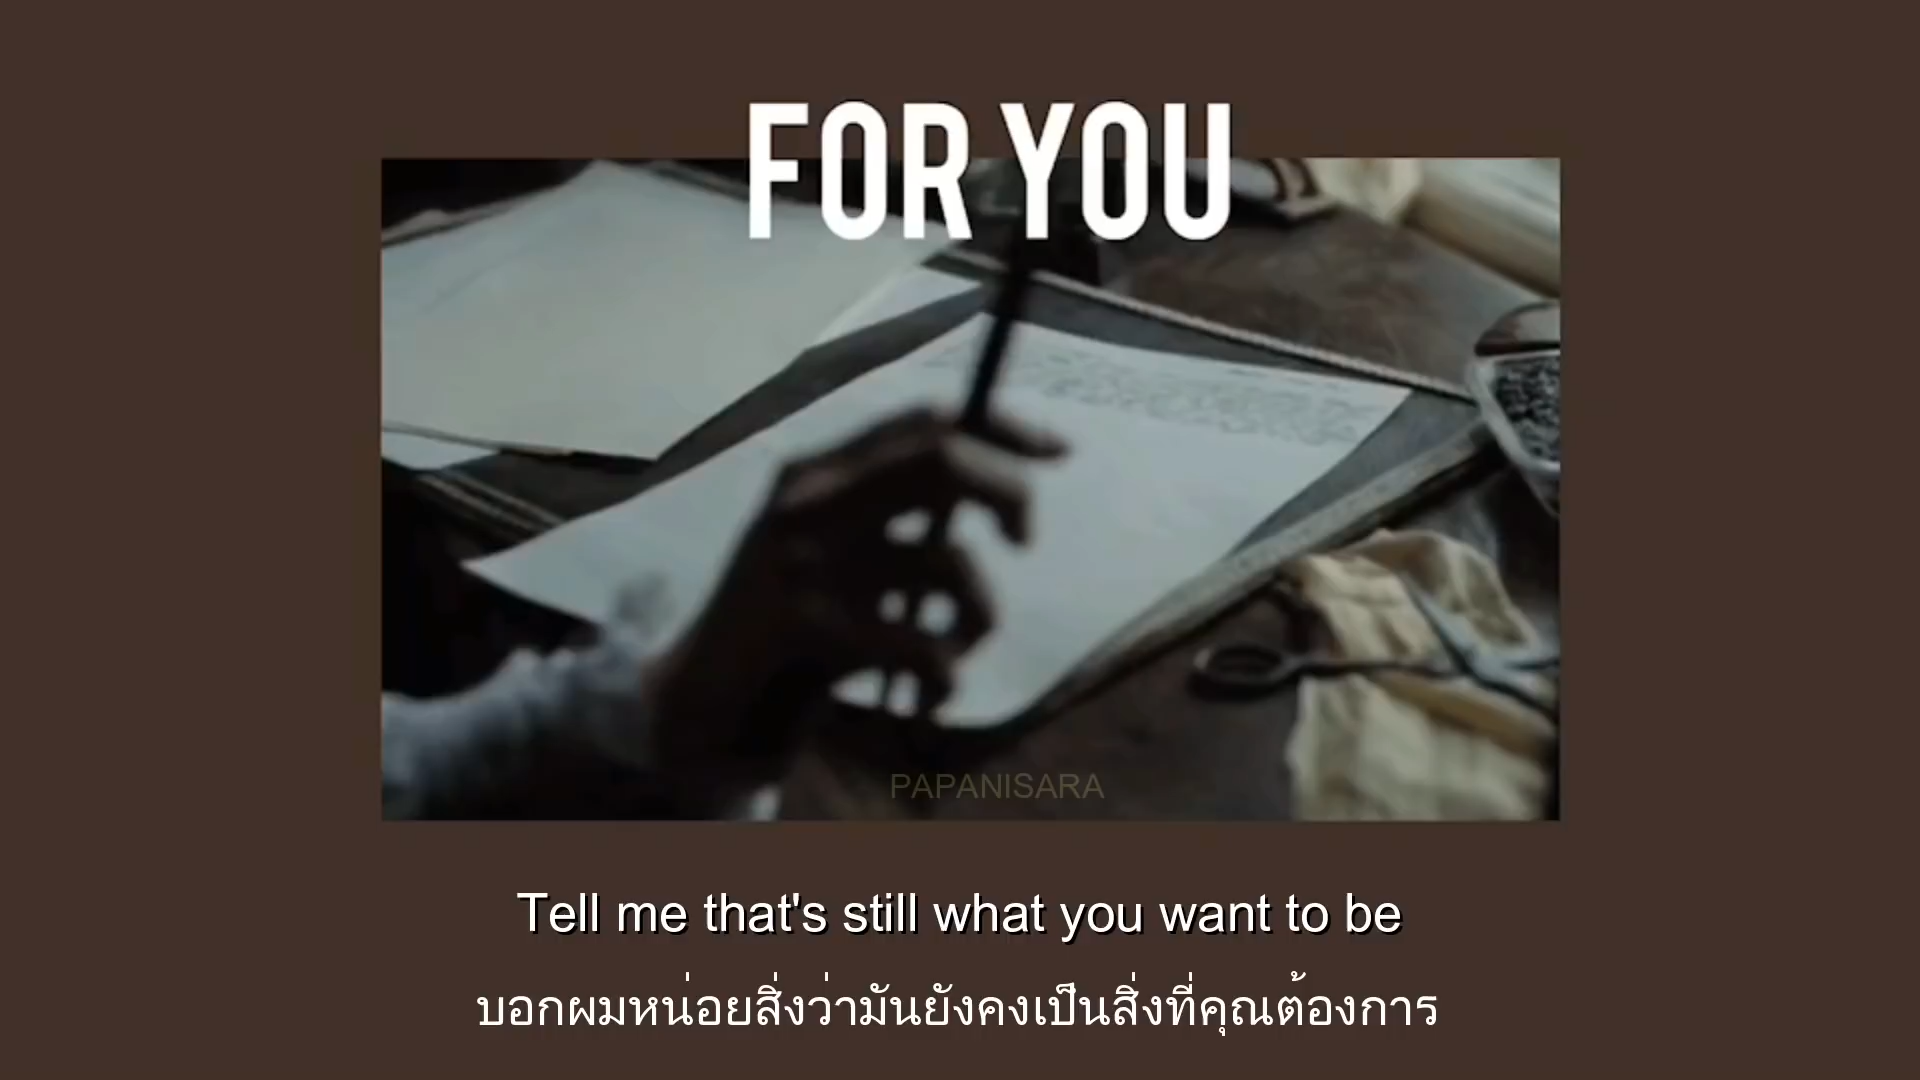 FOR YOU
PAPANISARA
Tell me that's still what you want to be
บอกผมหน่อยสิ่งว่ามันยังคงเป็นสิ่งที่คุณต้องการ